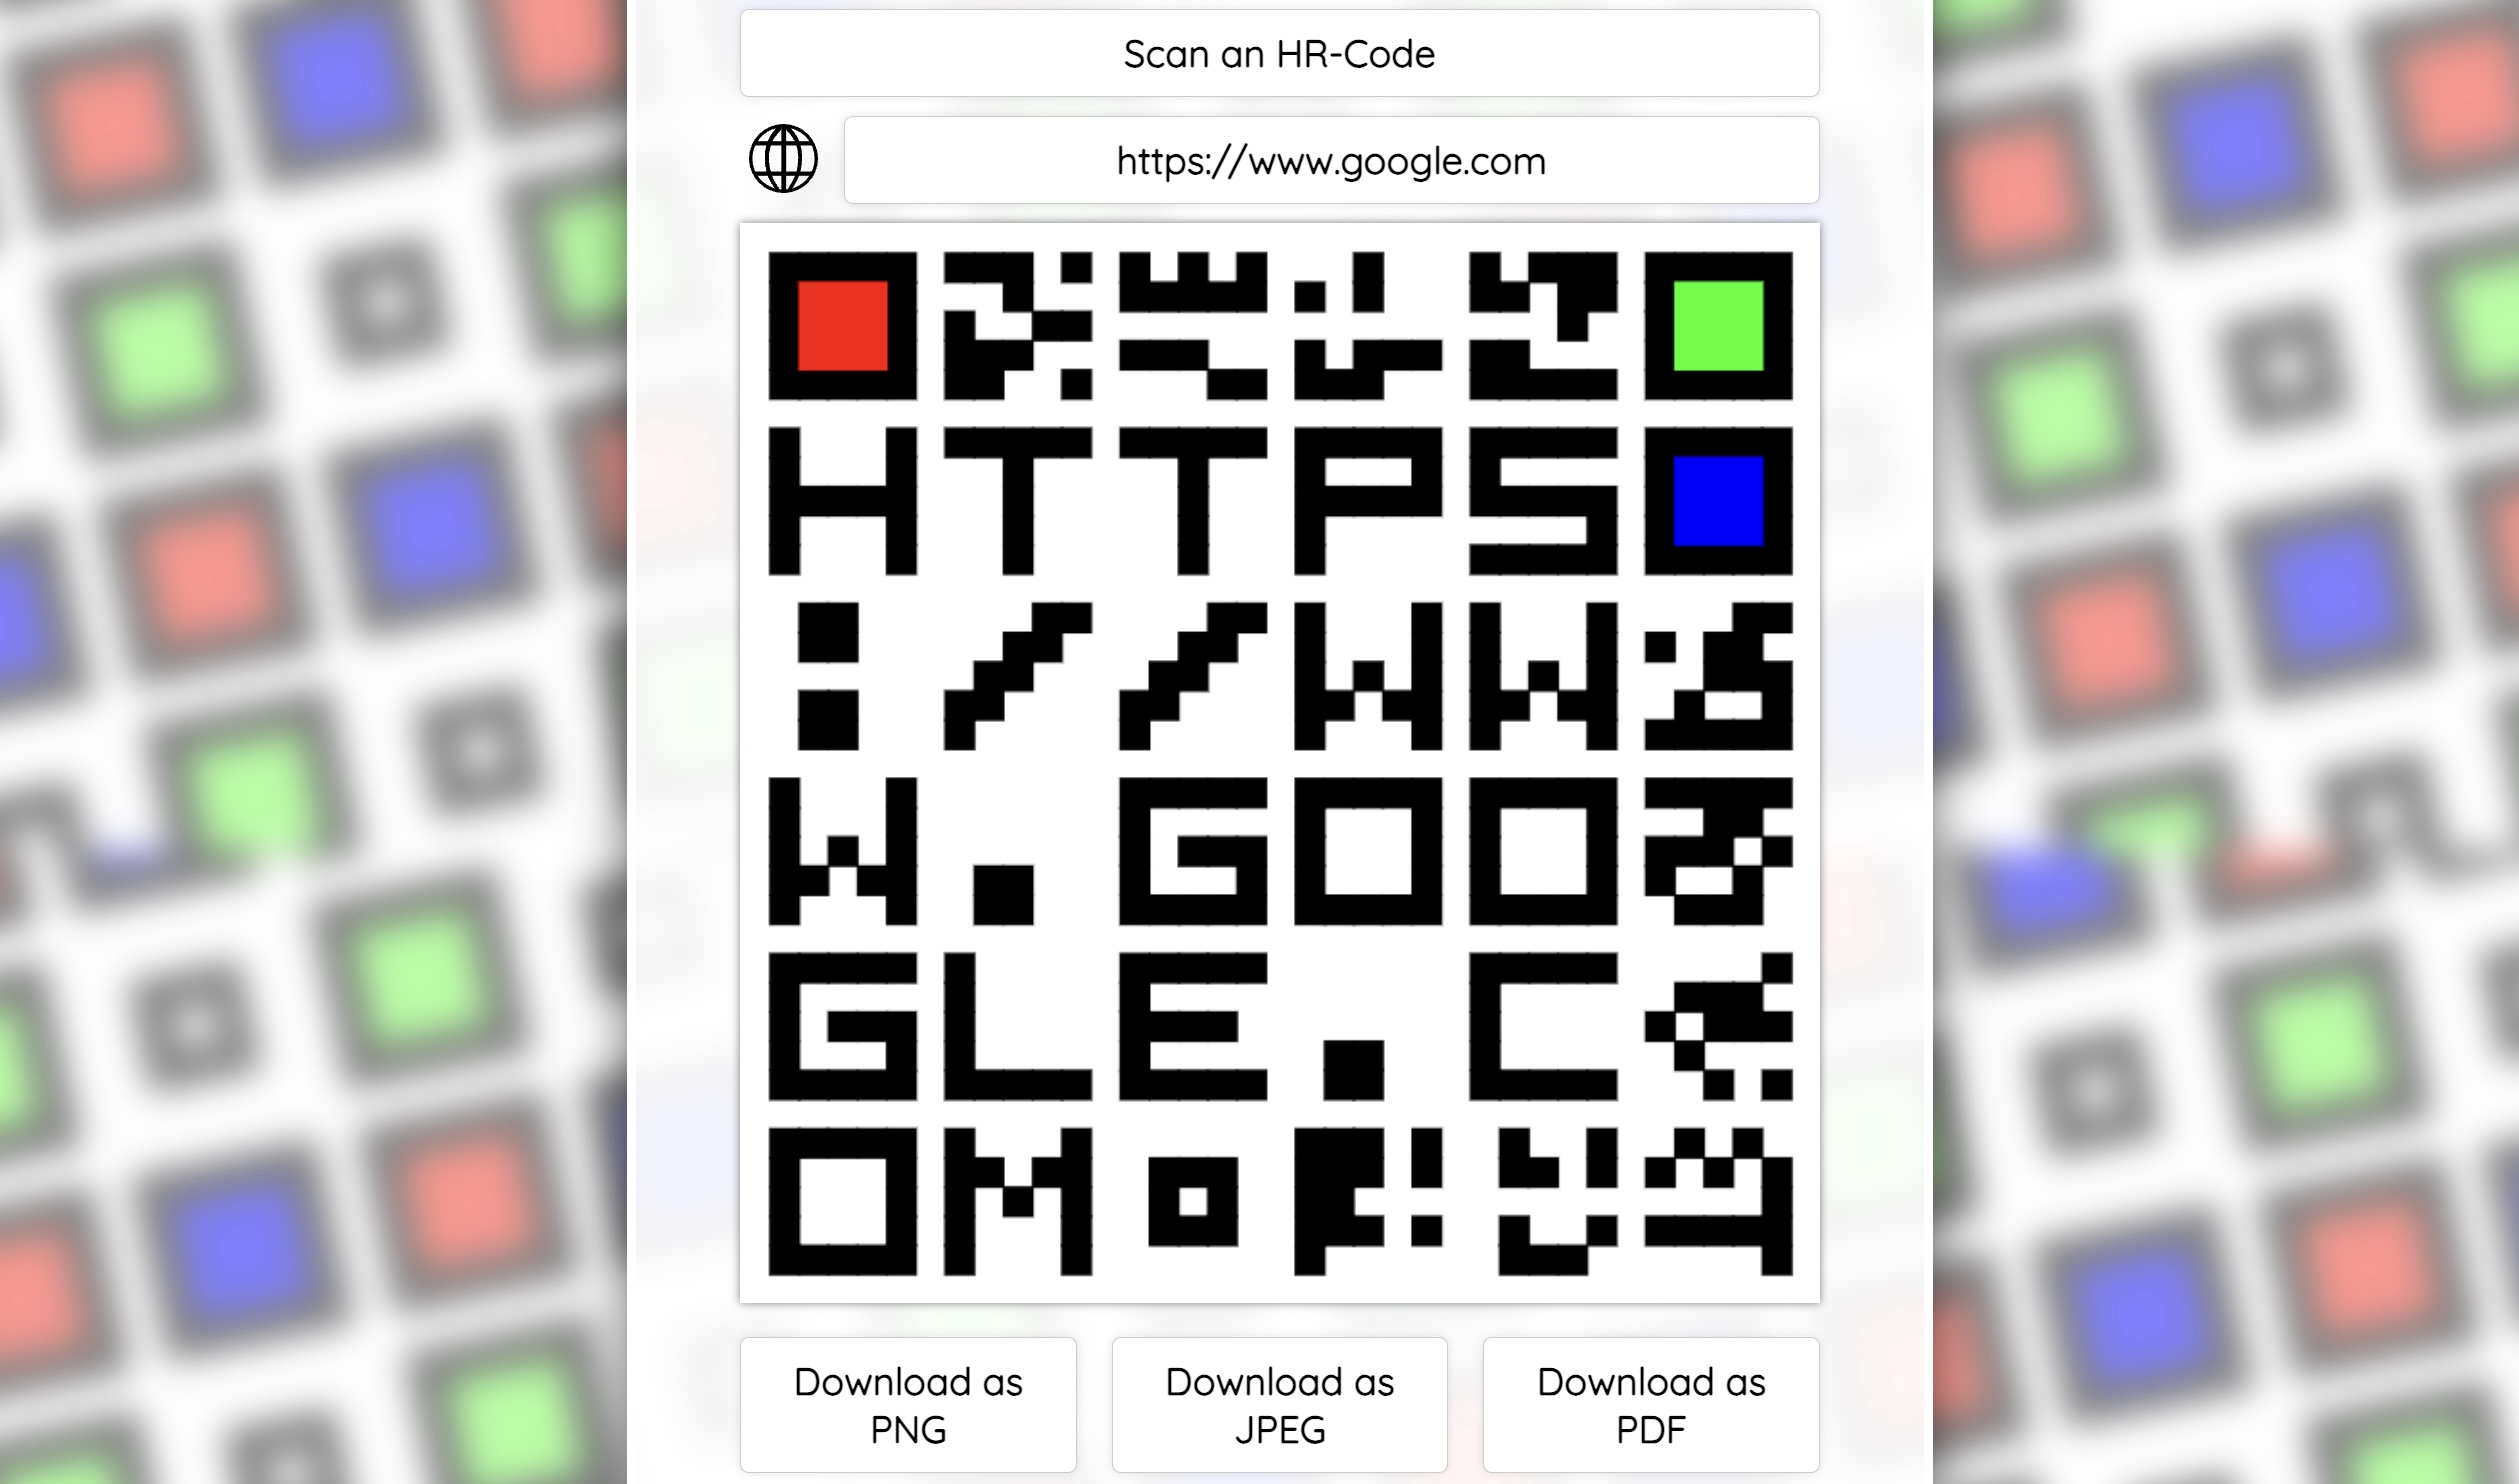 Scan an HR-Code
https://www.google.com
HTTPS
://WW
W.GOO
GLE.C
OM
Download as
PNG
Download as
JPEG
Download as
PDF